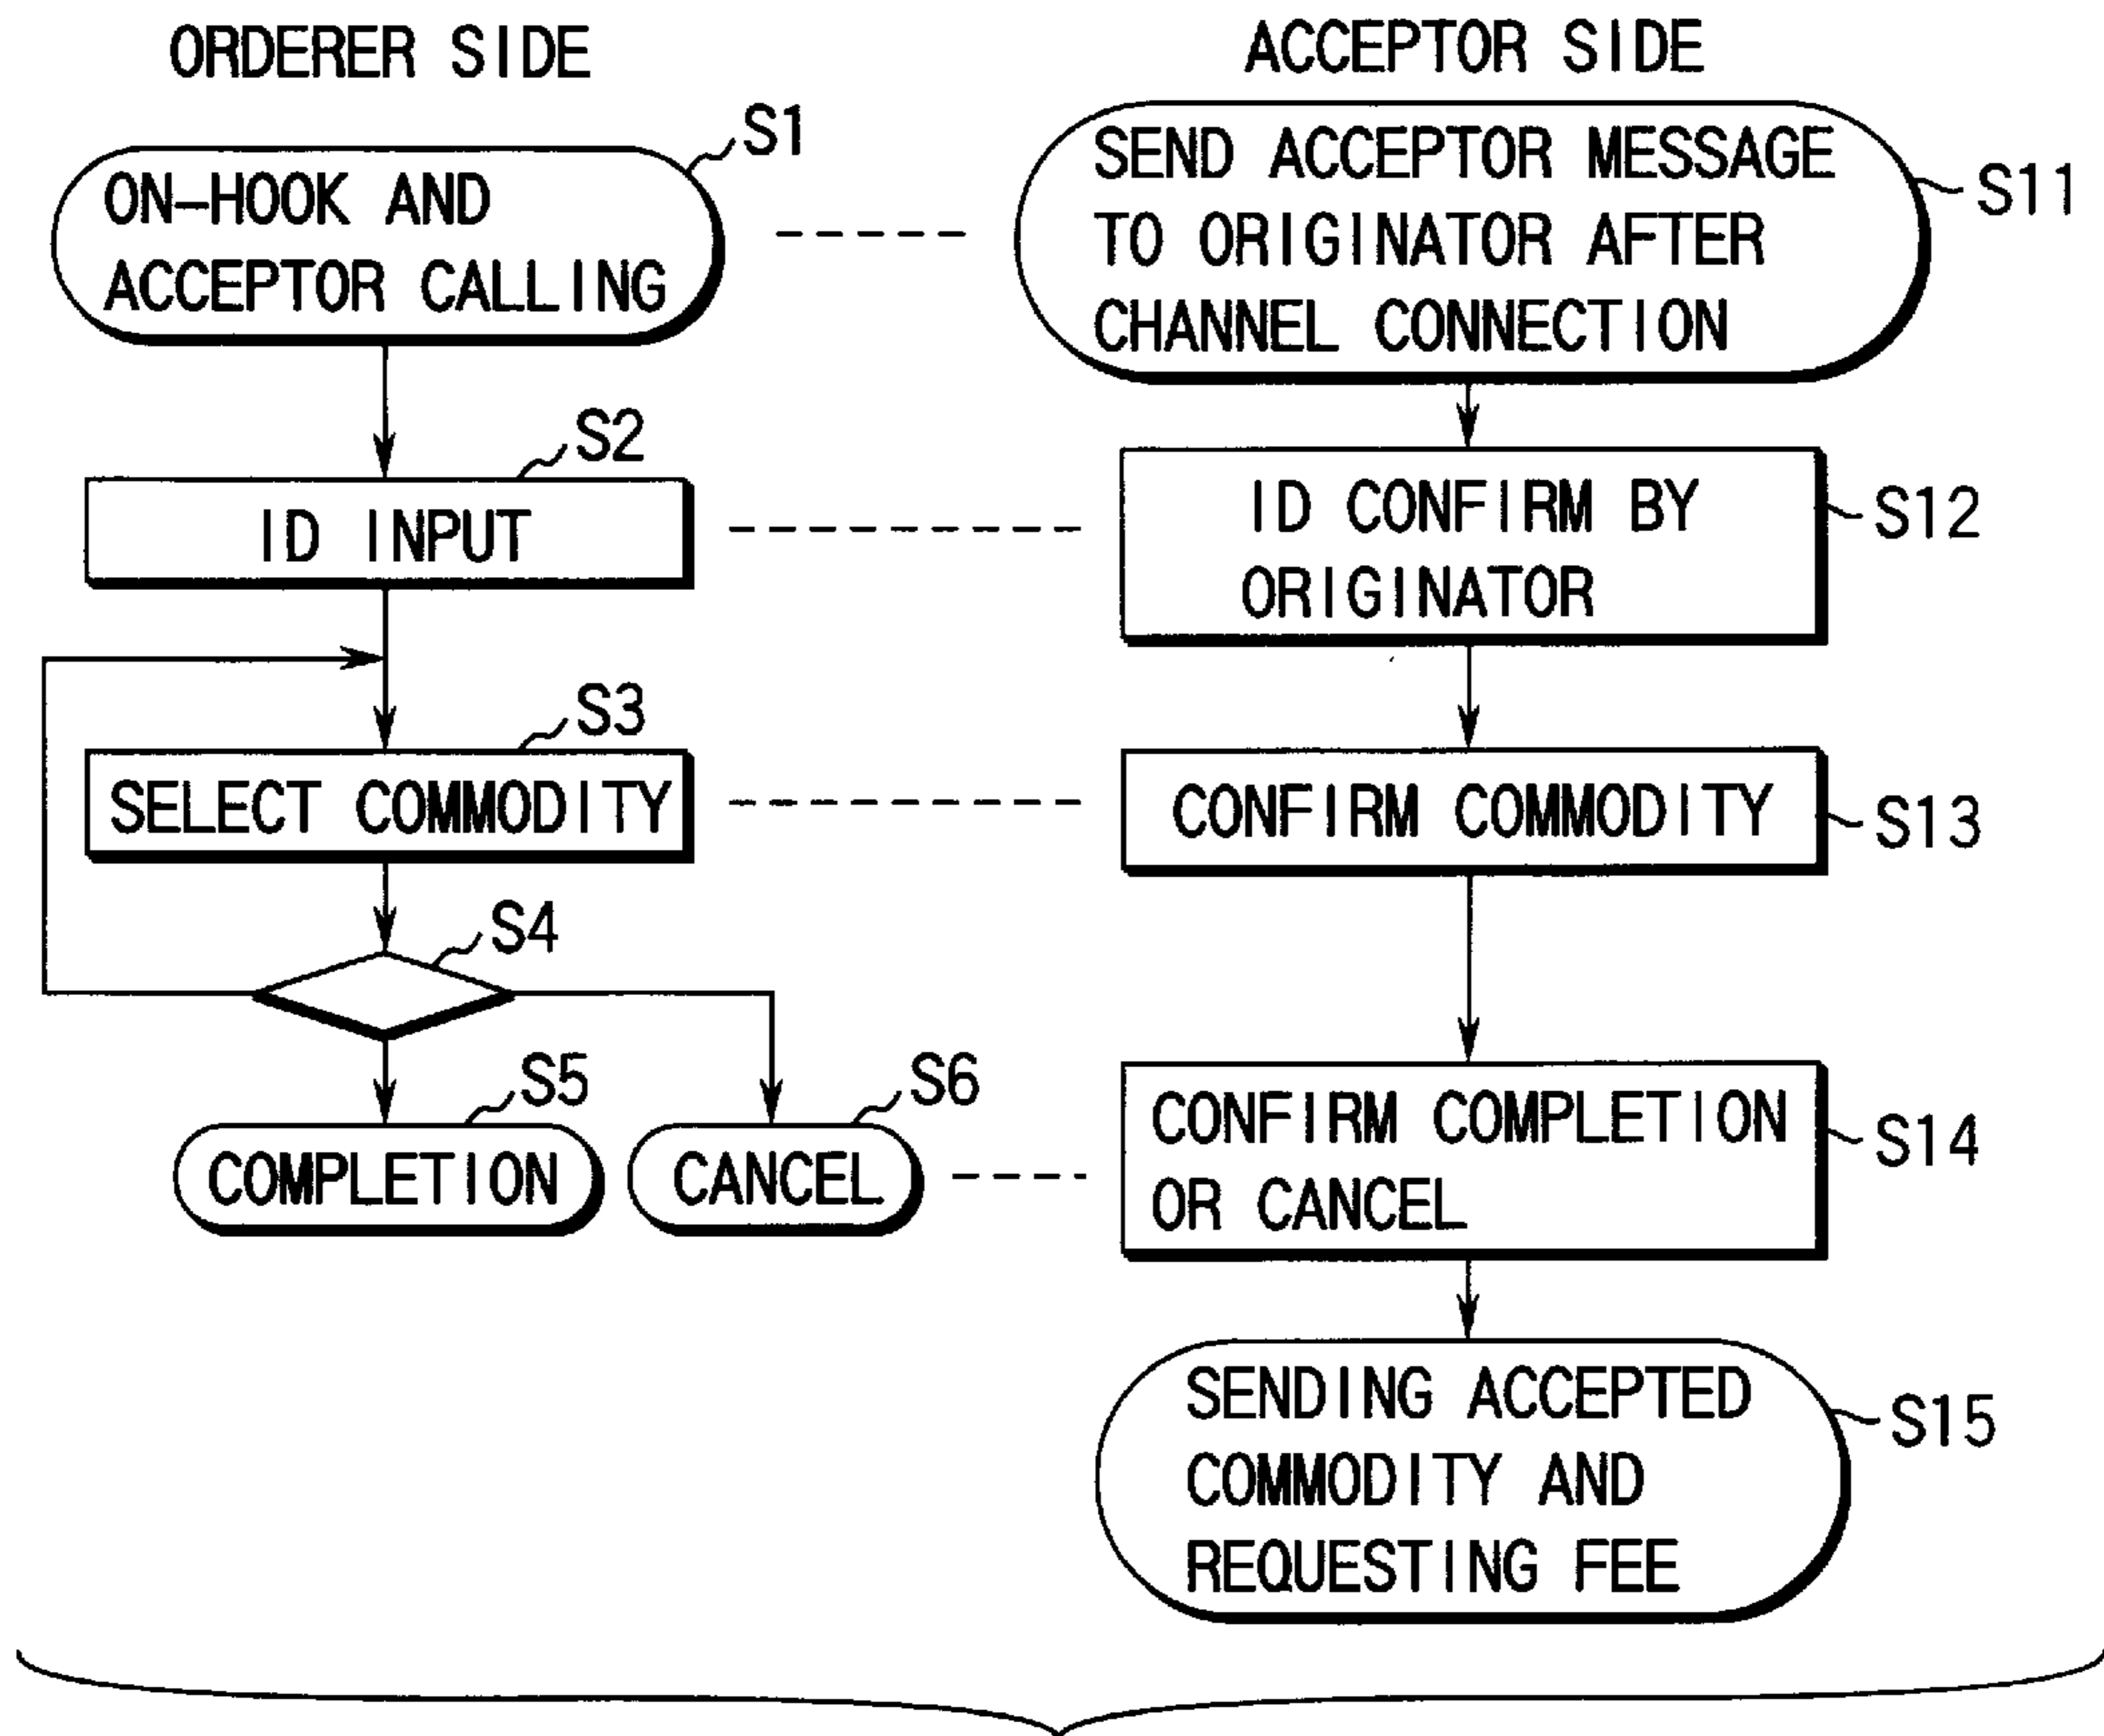 ORDERER SIDE
S1
ON-HOOK AND
ACCEPTOR CALLING
S2
ID INPUT
S3
SELECT COMMODITY
S4
S5
COMPLETION
S6
CANCEL
ACCEPTOR SIDE
S11
SEND ACCEPTOR MESSAGE
TO ORIGINATOR AFTER
CHANNEL CONNECTION
S12
ID CONFIRM BY
ORIGINATOR
S13
CONFIRM COMMODITY
S14
CONFIRM COMPLETION
OR CANCEL
S15
SENDING ACCEPTED
COMMODITY AND
REQUESTING FEE